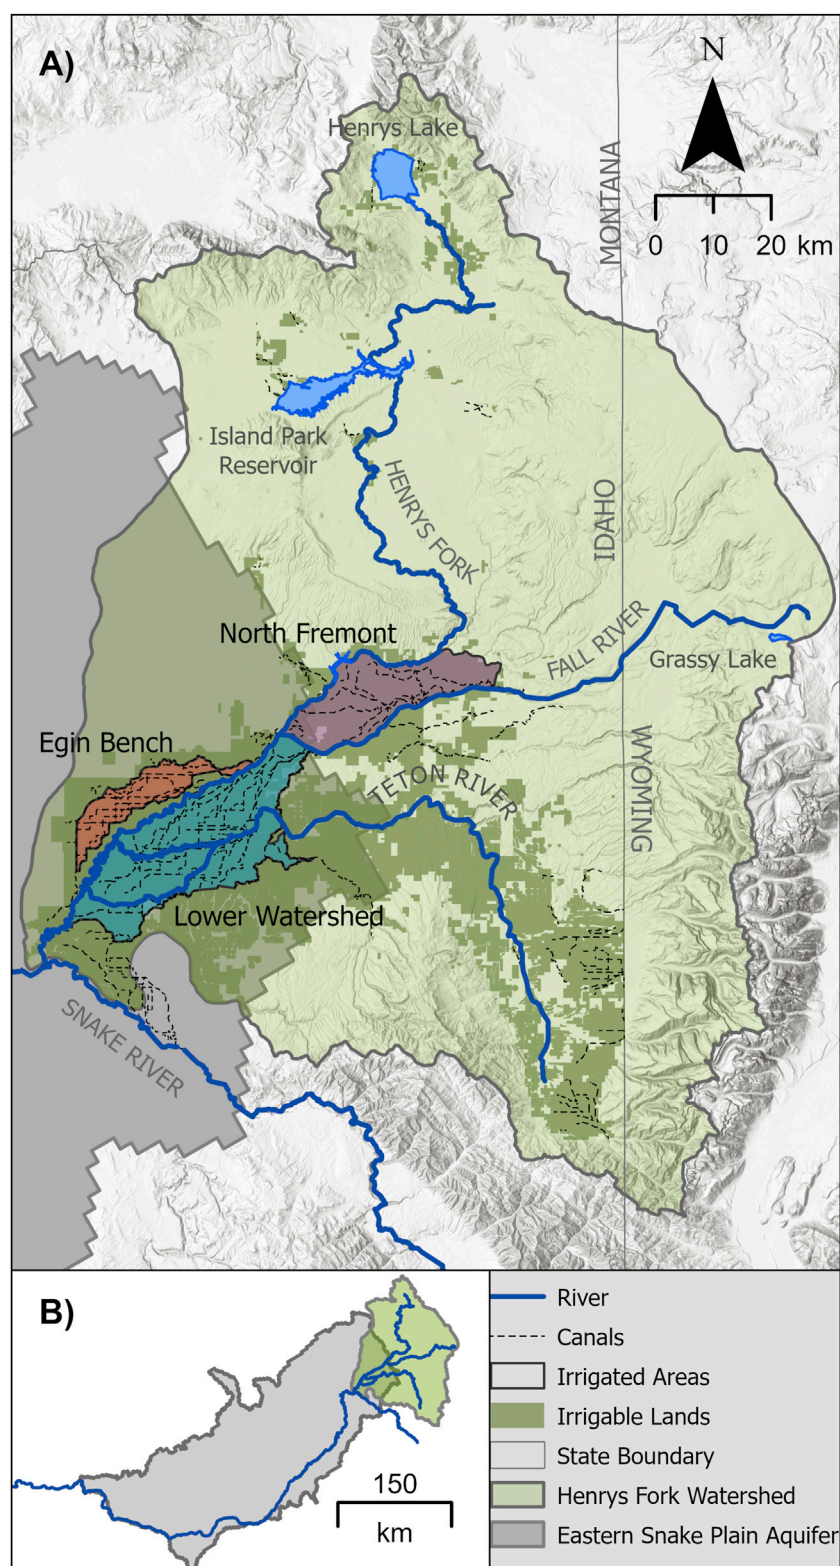 A)
N
Henrys Lake
MONTANA
0 10 20 km
Island Park
Reservoir
HENRYS FORK
IDAHO
North Fremont
FALL RIVER
Grassy Lake
Egin Bench
TETON RIVER
WYOMING
Lower Watershed
SNAKE RIVER
B)
150
km
River
Canals
Irrigated Areas
Irrigable Lands
State Boundary
Henrys Fork Watershed
Eastern Snake Plain Aquifer